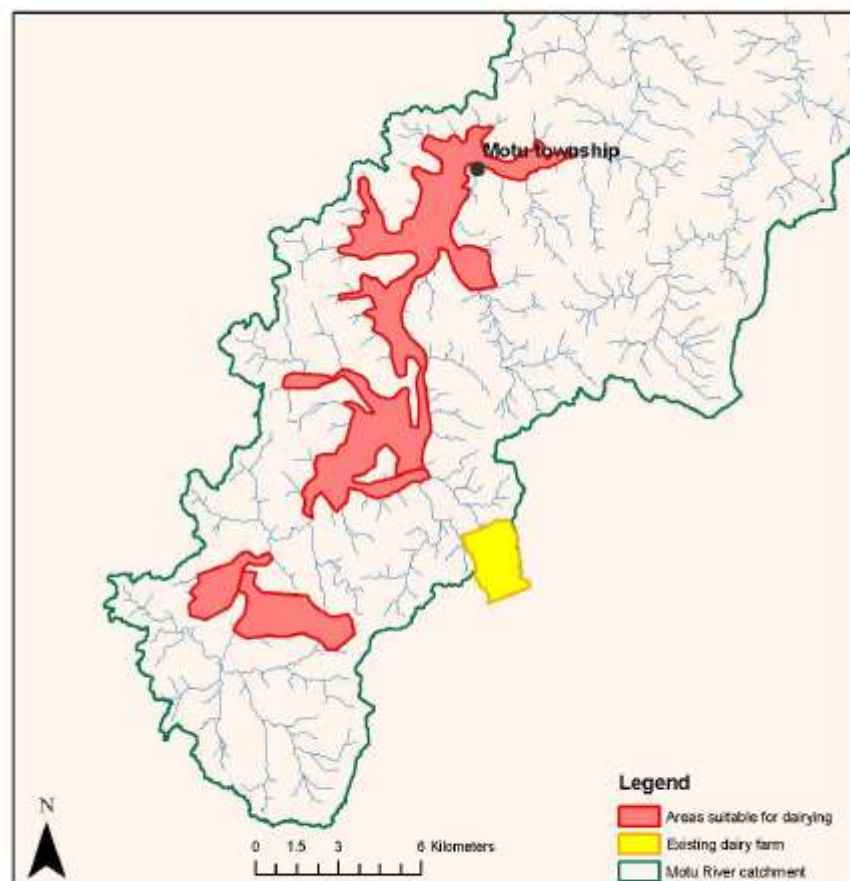 Motu township
N
0 1.5 3 6 Kilometers
Legend
Areas suitable for dairying
Existing dairy farm
Motu River catchment